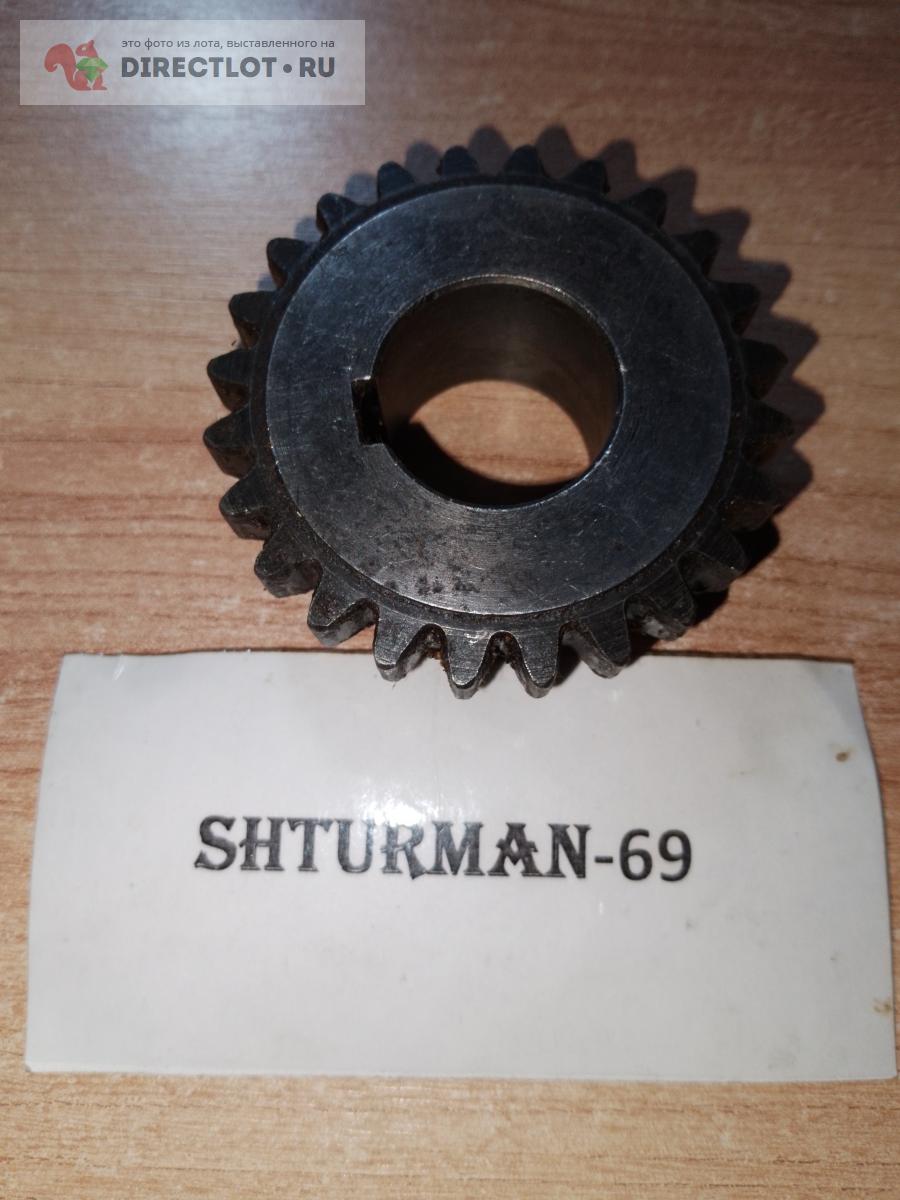 это фото из лота, выставленного на
DIRECTLOT•RU
SHTURMAN-69